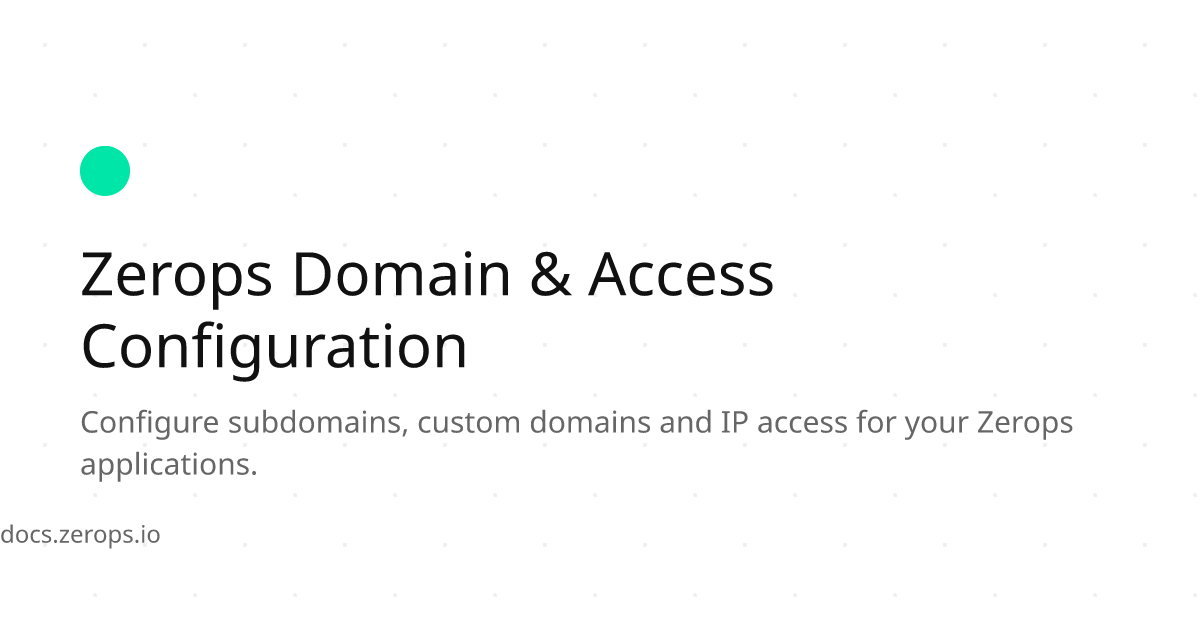 Zerops Domain & Access
Configuration
Configure subdomains, custom domains and IP access for your Zerops
applications.
docs.zerops.io